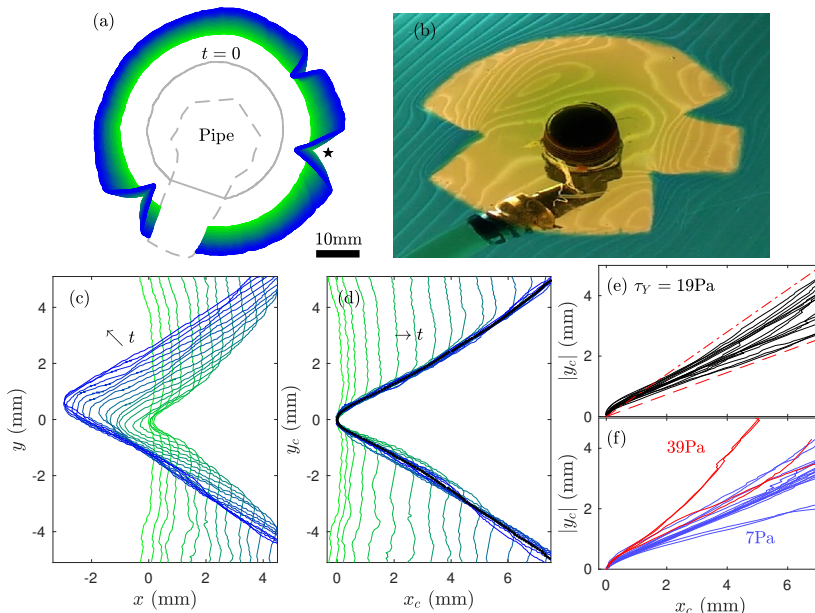 (a)
t = 0
Pipe
★
10mm
(b)
(c)
t
4
2
0
-2
-4
y (mm)
-2 0 2 4
x (mm)
(d)
t
4
2
0
-2
-4
y_c (mm)
0 2 4 6
x_c (mm)
(e) τ_Y = 19Pa
4
2
0
|y_c| (mm)
(f)
39Pa
7Pa
4
2
0
|y_c| (mm)
0 2 4 6
x_c (mm)